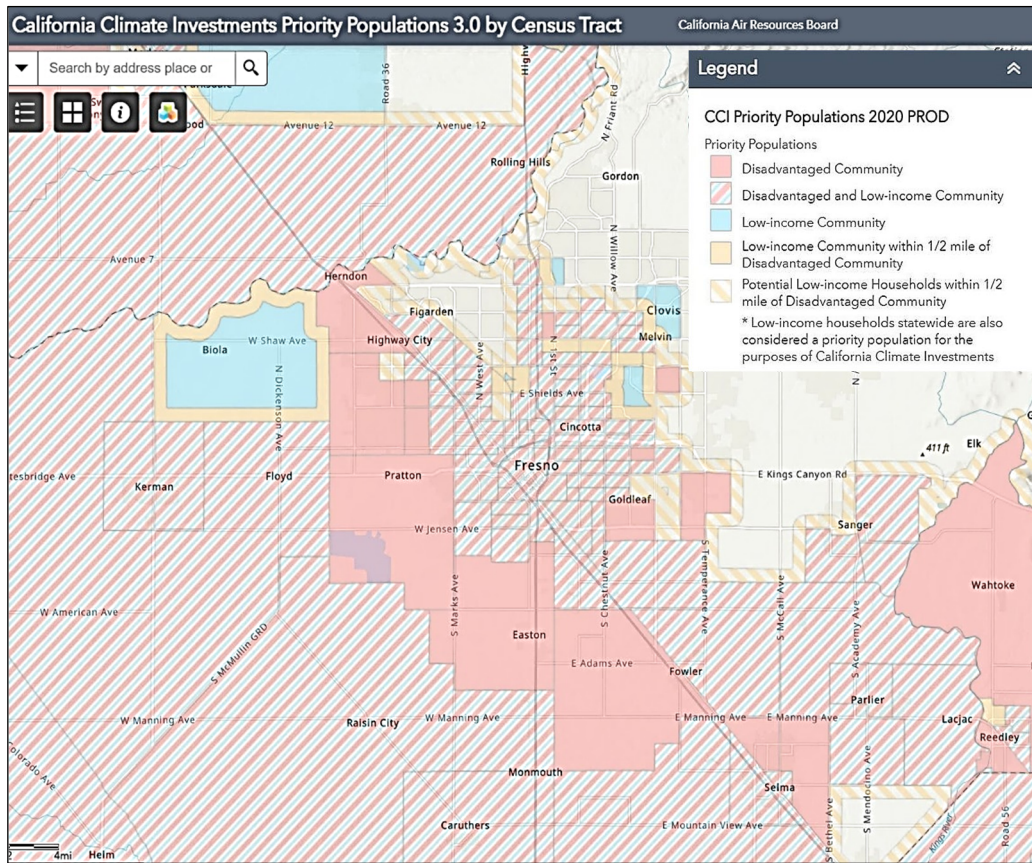 California Climate Investments Priority Populations 3.0 by Census Tract
California Air Resources Board
Search by address place or
Legend
CCI Priority Populations 2020 PROD
Priority Populations
Disadvantaged Community
Disadvantaged and Low-income Community
Low-income Community
Low-income Community within 1/2 mile of
Disadvantaged Community
Potential Low-income Households within 1/2
mile of Disadvantaged Community
* Low-income households statewide are also
considered a priority population for the
purposes of California Climate Investments
Road 36
Highw
N Friant Rd
ood
Avenue 12
Avenue 12
Rolling Hills
Gordon
N Willow Ave
Avenue 7
Herndon
Figarden
Clovis
Biola
W Shaw Ave
Highway City
Melvin
N West Ave
N 1st St
N Dickenson Ave
E Shields Ave
Cincotta
411 ft
Elk
Fresno
tesbridge Ave
Kerman
Floyd
Pratton
E Kings Canyon Rd
Goldleaf
W Jensen Ave
Sanger
S Marks Ave
S Chestnut Ave
S Temperance Ave
S McCall Ave
S Academy Ave
Wahtoke
W American Ave
S McMullin GRD
Easton
E Adams Ave
Fowler
Parlier
W Manning Ave
Raisin City
W Manning Ave
E Manning Ave
E Manning Ave
Lacjac
Reedley
Colorado Ave
Monmouth
Selma
S Mendocino Ave
S Bethel Ave
Caruthers
E Mountain View Ave
Kings River
Road 56
4mi
Helm